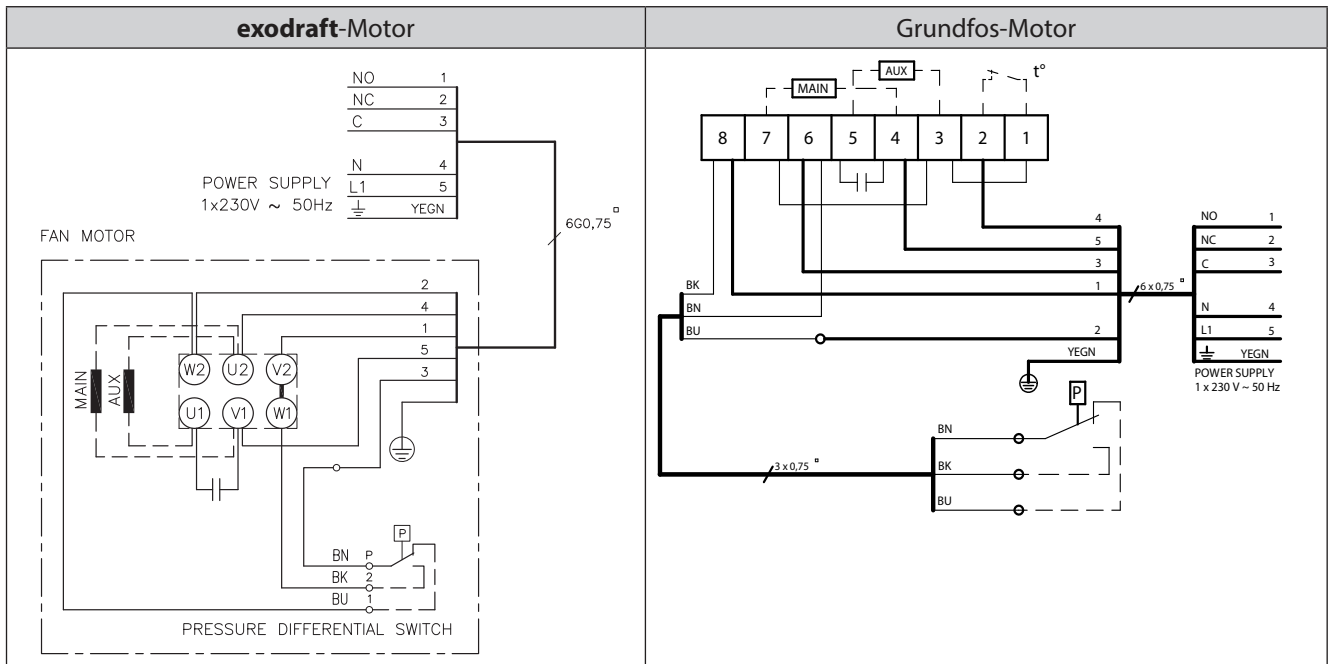 exodraft-Motor
NO 1
NC 2
C 3
N 4
POWER SUPPLY L1 5
1x230V ~ 50Hz YEGN
6G0,75
FAN MOTOR
2
4
1
5
3
MAIN
AUX
W2 U2 V2
U1 V1 W1
P
BN P
BK 2
BU 1
PRESSURE DIFFERENTIAL SWITCH
Grundfos-Motor
AUX
MAIN
t°
8 7 6 5 4 3 2 1
4
5
3
1
2
YEGN
BK
BN
BU
6 x 0,75
NO 1
NC 2
C 3
N 4
L1 5
YEGN
POWER SUPPLY
1 x 230 V ~ 50 Hz
P
BN
BK
BU
3 x 0,75